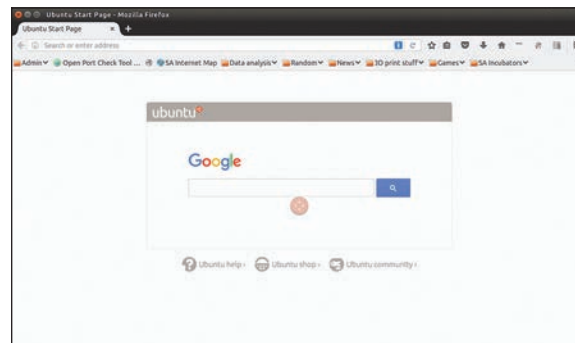 Ubuntu Start Page - Mozilla Firefox
Ubuntu Start Page
Search or enter address
Admin Open Port Check Tool ... SA Internet Map Data analysis Random News 3D print stuff Games SA Incubators
ubuntu
Google
Ubuntu help › Ubuntu shop › Ubuntu community ›